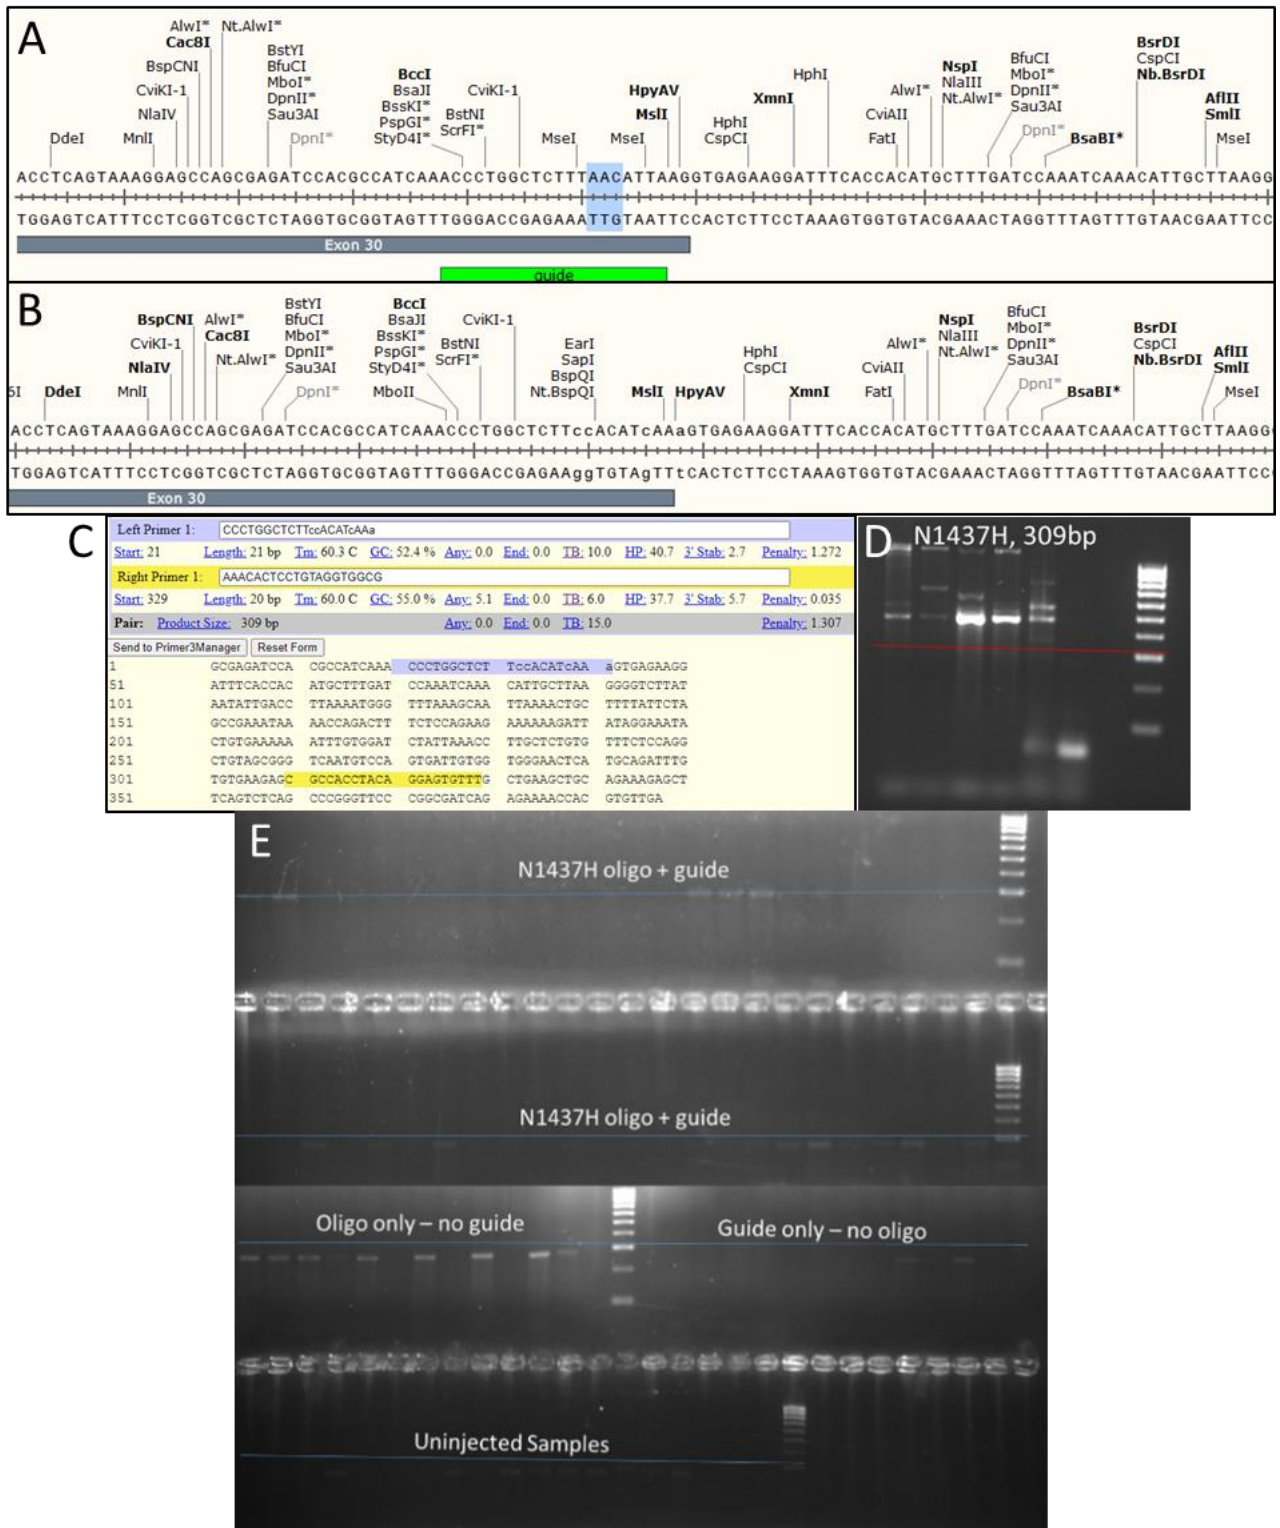 A
AlwI* Nt.AlwI*
Cac8I
BspCNI
CviKI-1
NlaIV
DdeI
MnlI
BstYI
BfuCI
MboI*
DpnII*
Sau3AI
DpnI*
BccI
BsaJI
BssKI*
PspGI*
StyD4I*
CviKI-1
BstNI
ScrFI*
MseI
MseI
HpyAV
MslI
HphI
CspCI
XmnI
HphI
AlwI*
CviAII
FatI
NspI
NlaIII
Nt.AlwI*
BfuCI
MboI*
DpnII*
Sau3AI
DpnI*
BsaBI*
BsrDI
CspCI
Nb.BsrDI
AflII
SmlI
MseI
ACCTCAGTAAAGGAGCCAGCGAGATCCACGCCATCAAACCCTGGCTCTTTAACATTAAGGTGAGAAGGATTTCACCACATGCTTTGATCCAAATCAAACATTGCTTAAGG
TGGAGTCATTTCCTCGGTCGCTCTAGGTGCGGTAGTTTGGGACCGAGAAATTGTAATTCCACTCTTCCTAAAGTGGTGTACGAAACTAGGTTTAGTTTGTAACGAATTCC
Exon 30
guide
B
BspCNI
CviKI-1
NlaIV
5I DdeI
MnlI
AlwI*
Cac8I
Nt.AlwI*
BstYI
BfuCI
MboI*
DpnII*
Sau3AI
DpnI*
BccI
BsaJI
BssKI*
PspGI*
StyD4I*
MboII
CviKI-1
BstNI
ScrFI*
EarI
SapI
BspQI
Nt.BspQI
MslI HpyAV
HphI
CspCI
XmnI
AlwI*
CviAII
FatI
NspI
NlaIII
Nt.AlwI*
BfuCI
MboI*
DpnII*
Sau3AI
DpnI*
BsaBI*
BsrDI
CspCI
Nb.BsrDI
AflII
SmlI
MseI
ACCTCAGTAAAGGAGCCAGCGAGATCCACGCCATCAAACCCTGGCTCTTccACATcAAaGTGAGAAGGATTTCACCACATGCTTTGATCCAAATCAAACATTGCTTAAGG
TGGAGTCATTTCCTCGGTCGCTCTAGGTGCGGTAGTTTGGGACCGAGAAggTGTAgTTtCACTCTTCCTAAAGTGGTGTACGAAACTAGGTTTAGTTTGTAACGAATTCC
Exon 30
C
Left Primer 1: CCCTGGCTCTTccACATcAAa
Start: 21 Length: 21 bp Tm: 60.3 C GC: 52.4 % Any: 0.0 End: 0.0 TB: 10.0 HP: 40.7 3' Stab: 2.7 Penalty: 1.272
Right Primer 1: AAACACTCCTGTAGGTGGCG
Start: 329 Length: 20 bp Tm: 60.0 C GC: 55.0 % Any: 5.1 End: 0.0 TB: 6.0 HP: 37.7 3' Stab: 5.7 Penalty: 0.035
Pair: Product Size: 309 bp Any: 0.0 End: 0.0 TB: 15.0 Penalty: 1.307
Send to Primer3Manager Reset Form
1 GCGAGATCCA CGCCATCAAA CCCTGGCTCT TccACATcAA aGTGAGAAGG
51 ATTTCACCAC ATGCTTTGAT CCAAATCAAA CATTGCTTAA GGGGTCTTAT
101 AATATTGACC TTAAAATGGG TTTAAAGCAA TTAAAACTGC TTTTATTCTA
151 GCCGAAATAA AACCAGACTT TCTCCAGAAG AAAAAAGATT ATAGGAAATA
201 CTGTGAAAAA ATTTGTGGAT CTATTAAACC TTGCTCTGTG TTTCTCCAGG
251 CTGTAGCGGG TCAATGTCCA GTGATTGTGG TGGGAACTCA TGCAGATTTG
301 TGTGAAGAGC GCCACCTACA GGAGTGTTTG CTGAAGCTGC AGAAAGAGCT
351 TCAGTCTCAG CCCGGGTTCC CGGCGATCAG AGAAAACCAC GTGTTGA
D N1437H, 309bp
E
N1437H oligo + guide
N1437H oligo + guide
Oligo only – no guide
Guide only – no oligo
Uninjected Samples